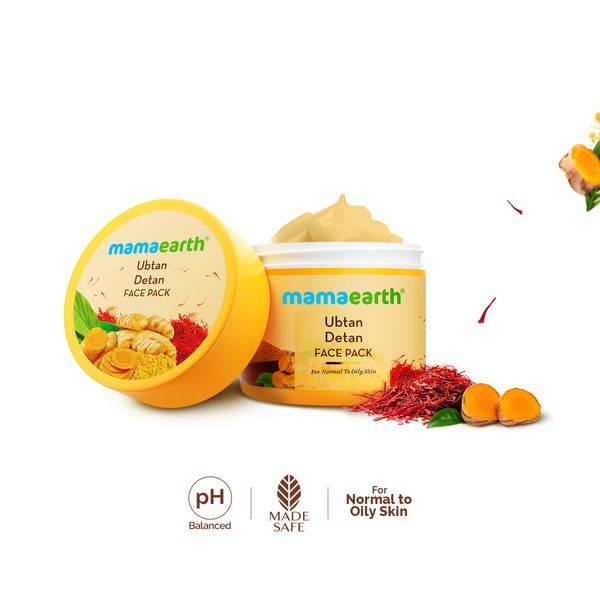 mamaearth®
Ubtan
Detan
FACE PACK
mamaearth®
Ubtan
Detan
FACE PACK
For Normal To Oily Skin
pH
Balanced
MADE
SAFE
For
Normal to
Oily Skin